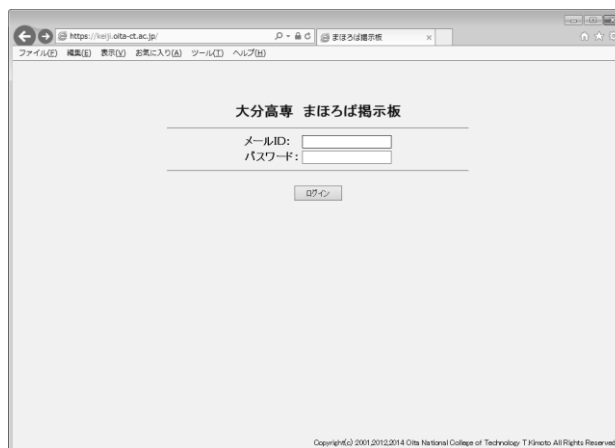 https://keiji.oita-ct.ac.jp/
まほろば掲示板
ファイル(F) 編集(E) 表示(V) お気に入り(A) ツール(T) ヘルプ(H)
大分高専 まほろば掲示板
メールID:
パスワード:
ログイン
Copyright(c) 2001,2012,2014 Oita National College of Technology T.Kimoto All Rights Reserved